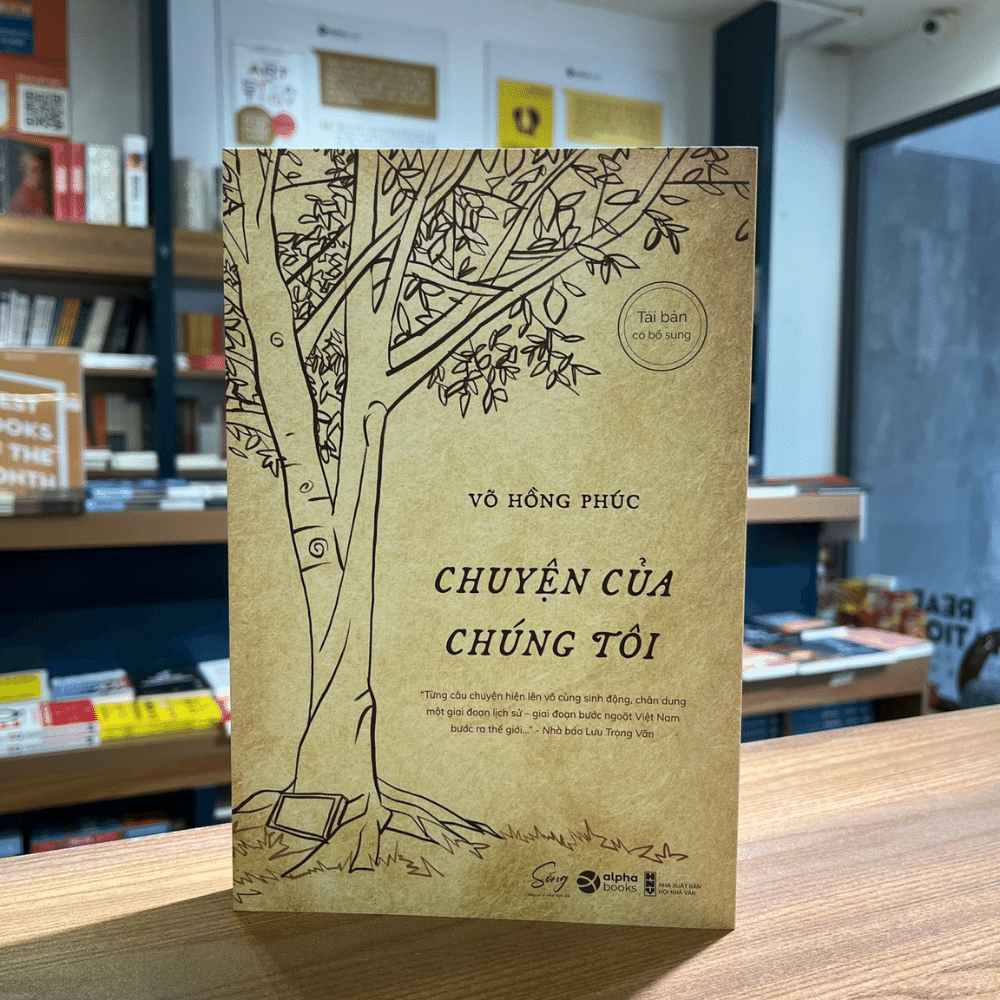 Tái bản
có bổ sung
VÕ HỒNG PHÚC
CHUYỆN CỦA
CHÚNG TÔI
"Từng câu chuyện hiện lên vô cùng sinh động, chân dung
một giai đoạn lịch sử – giai đoạn bước ngoặt Việt Nam
bước ra thế giới..." - Nhà báo Lưu Trọng Văn
Sống
alpha
books
HNV
NHÀ XUẤT BẢN
HỘI NHÀ VĂN